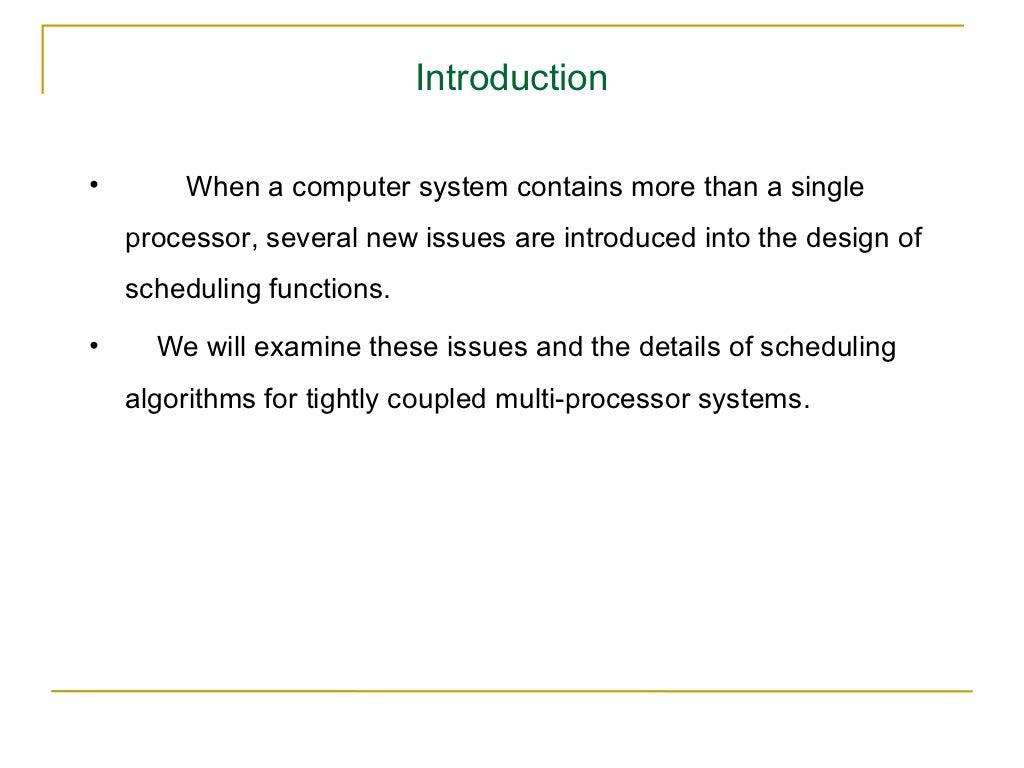 Introduction
• When a computer system contains more than a single
processor, several new issues are introduced into the design of
scheduling functions.
• We will examine these issues and the details of scheduling
algorithms for tightly coupled multi-processor systems.